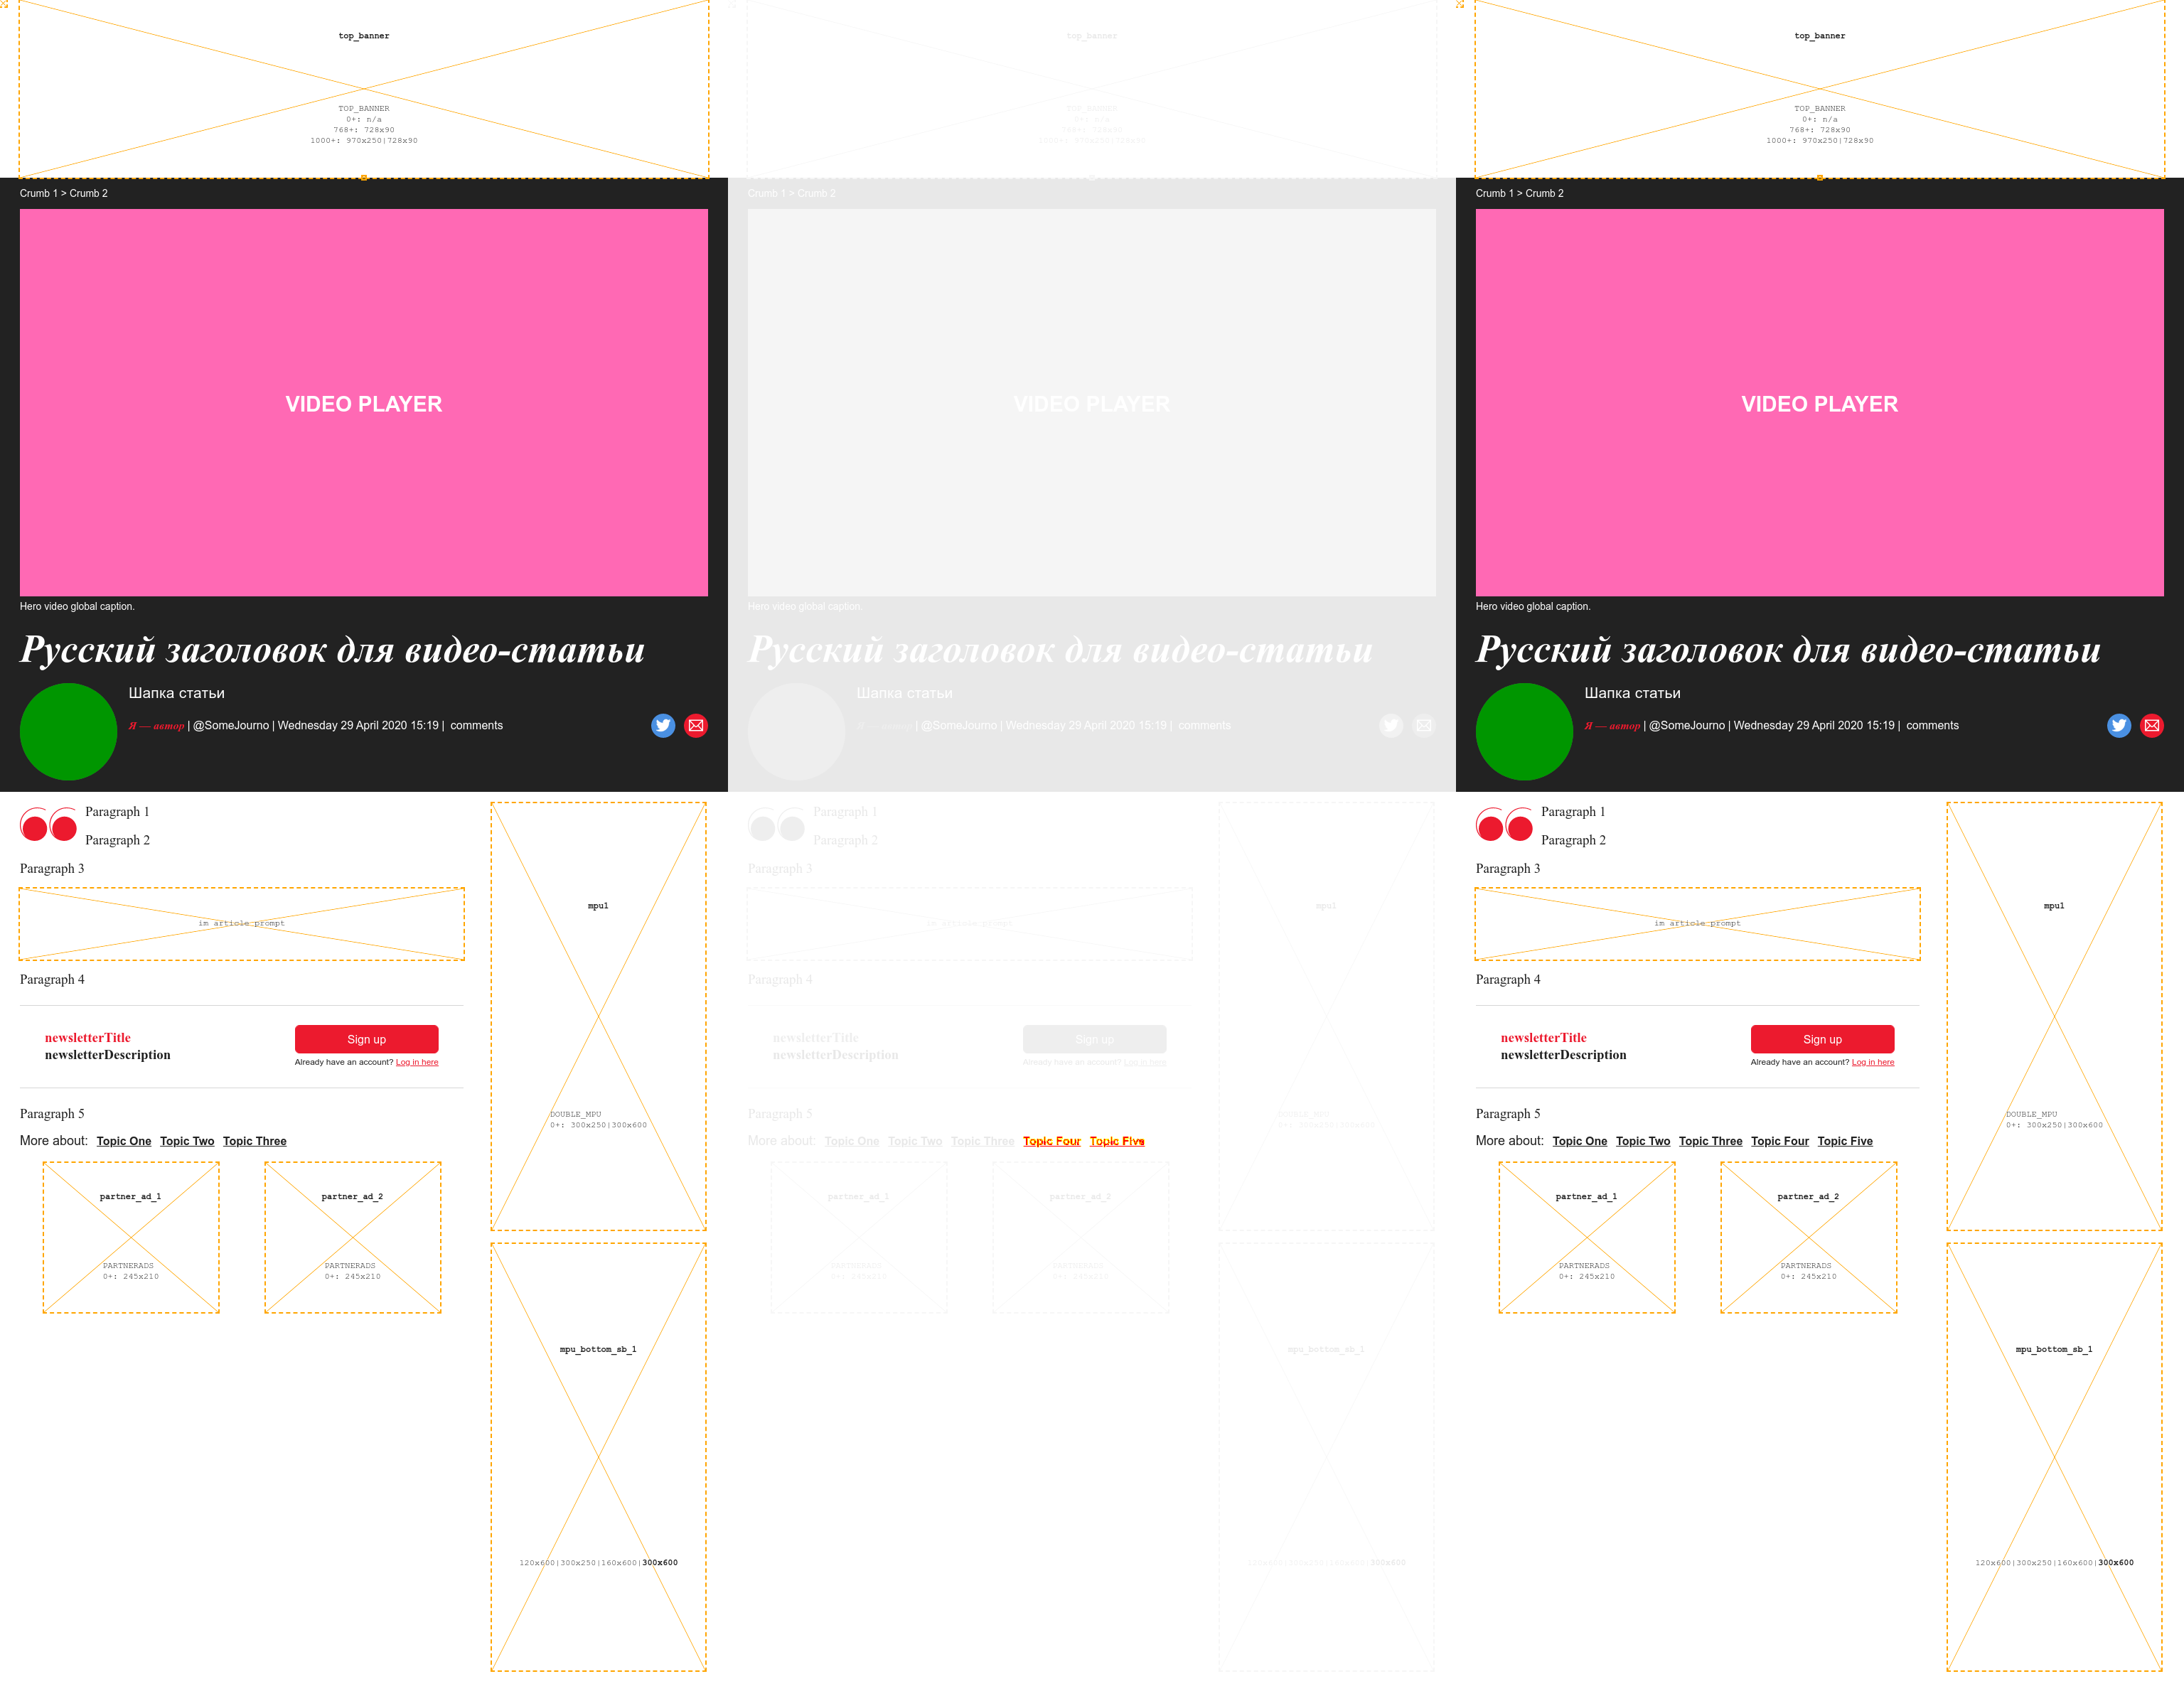 top_banner
TOP_BANNER
0+: n/a
768+: 728x90
1000+: 970x250|728x90
Crumb 1 > Crumb 2
VIDEO PLAYER
Hero video global caption.
Русский заголовок для видео-статьи
Шапка статьи
Я — автор | @SomeJourno | Wednesday 29 April 2020 15:19 | comments
Paragraph 1
Paragraph 2
Paragraph 3
im article prompt
Paragraph 4
newsletterTitle
newsletterDescription
Sign up
Already have an account? Log in here
Paragraph 5
More about: Topic One Topic Two Topic Three
partner_ad_1
PARTNERADS
0+: 245x210
partner_ad_2
PARTNERADS
0+: 245x210
mpu1
DOUBLE_MPU
0+: 300x250|300x600
mpu_bottom_sb_1
120x600|300x250|160x600|300x600
top_banner
TOP_BANNER
0+: n/a
768+: 728x90
1000+: 970x250|728x90
Crumb 1 > Crumb 2
VIDEO PLAYER
Hero video global caption.
Русский заголовок для видео-статьи
Шапка статьи
Я — автор | @SomeJourno | Wednesday 29 April 2020 15:19 | comments
Paragraph 1
Paragraph 2
Paragraph 3
im article prompt
Paragraph 4
newsletterTitle
newsletterDescription
Sign up
Already have an account? Log in here
Paragraph 5
More about: Topic One Topic Two Topic Three Topic Four Topic Five
partner_ad_1
PARTNERADS
0+: 245x210
partner_ad_2
PARTNERADS
0+: 245x210
mpu1
DOUBLE_MPU
0+: 300x250|300x600
mpu_bottom_sb_1
120x600|300x250|160x600|300x600
top_banner
TOP_BANNER
0+: n/a
768+: 728x90
1000+: 970x250|728x90
Crumb 1 > Crumb 2
VIDEO PLAYER
Hero video global caption.
Русский заголовок для видео-статьи
Шапка статьи
Я — автор | @SomeJourno | Wednesday 29 April 2020 15:19 | comments
Paragraph 1
Paragraph 2
Paragraph 3
im article prompt
Paragraph 4
newsletterTitle
newsletterDescription
Sign up
Already have an account? Log in here
Paragraph 5
More about: Topic One Topic Two Topic Three Topic Four Topic Five
partner_ad_1
PARTNERADS
0+: 245x210
partner_ad_2
PARTNERADS
0+: 245x210
mpu1
DOUBLE_MPU
0+: 300x250|300x600
mpu_bottom_sb_1
120x600|300x250|160x600|300x600